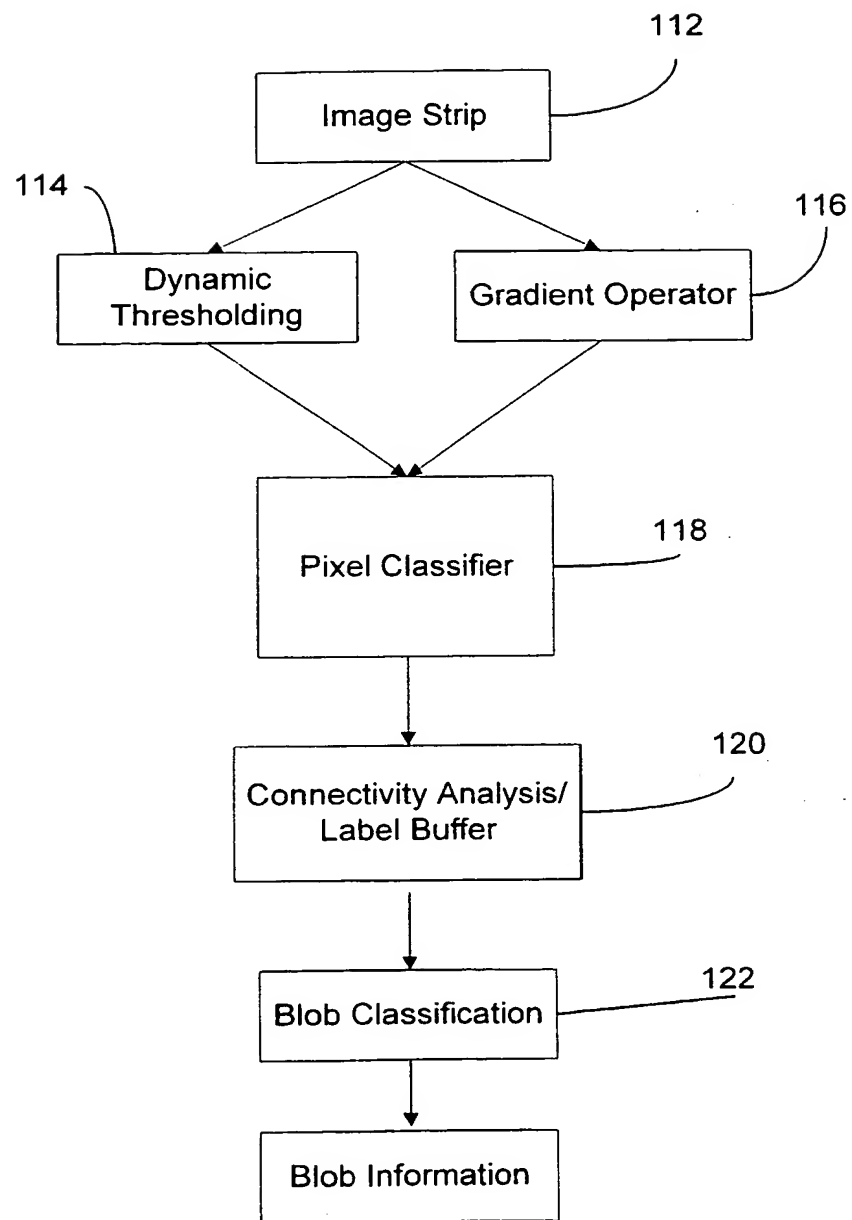 112
Image Strip
114
116
Dynamic
Thresholding
Gradient Operator
118
Pixel Classifier
120
Connectivity Analysis/
Label Buffer
122
Blob Classification
Blob Information